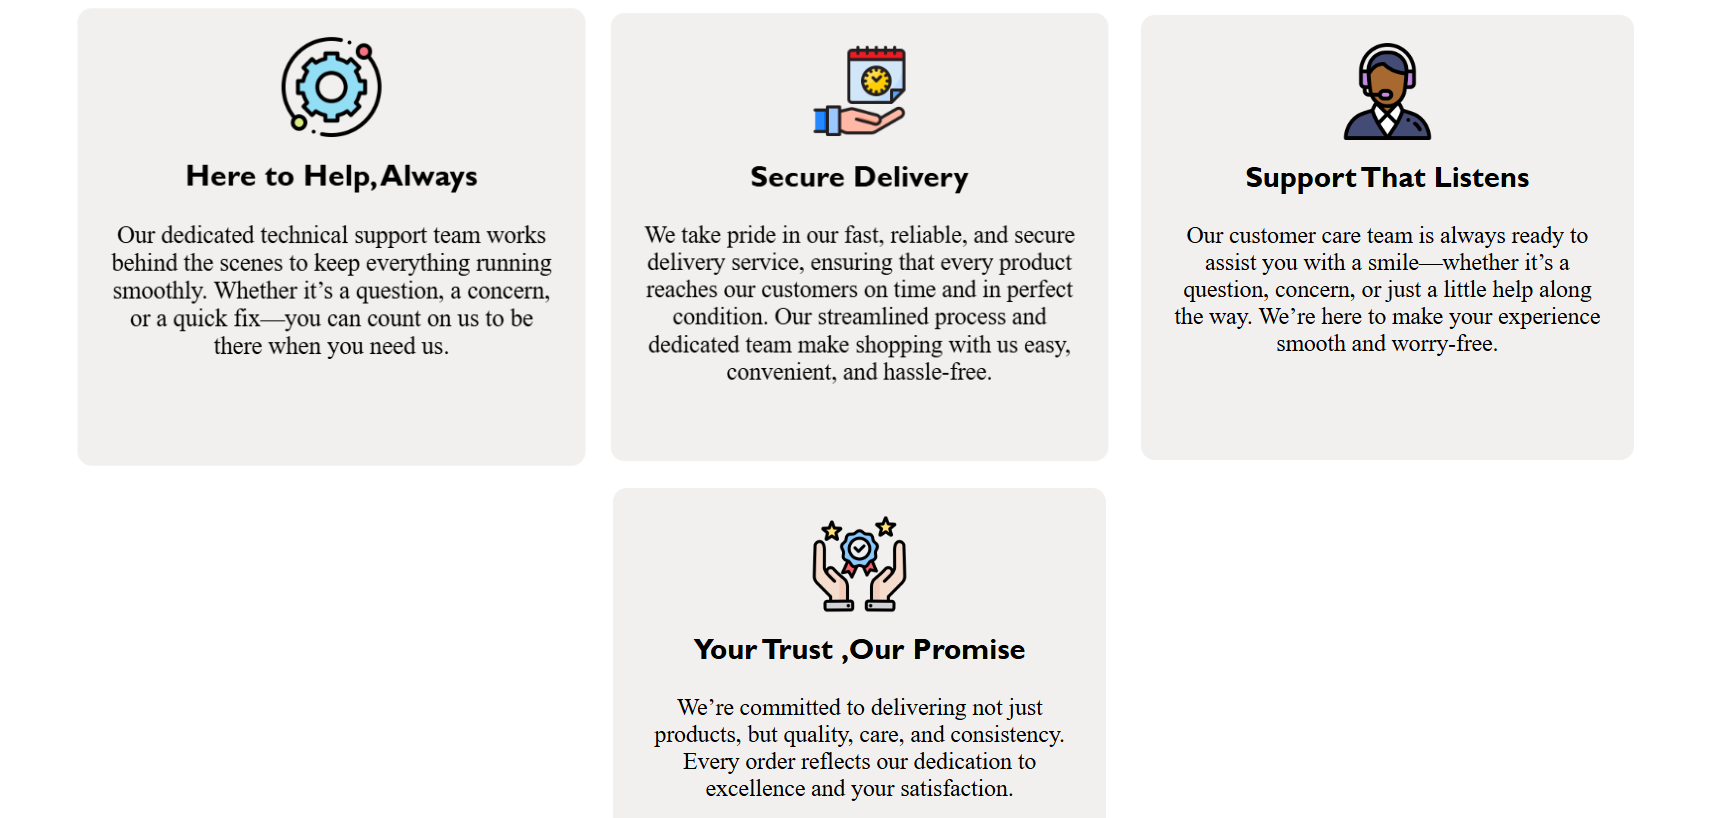 Here to Help,Always
Our dedicated technical support team works
behind the scenes to keep everything running
smoothly. Whether it’s a question, a concern,
or a quick fix—you can count on us to be
there when you need us.
Secure Delivery
We take pride in our fast, reliable, and secure
delivery service, ensuring that every product
reaches our customers on time and in perfect
condition. Our streamlined process and
dedicated team make shopping with us easy,
convenient, and hassle-free.
Support That Listens
Our customer care team is always ready to
assist you with a smile—whether it’s a
question, concern, or just a little help along
the way. We’re here to make your experience
smooth and worry-free.
Your Trust ,Our Promise
We’re committed to delivering not just
products, but quality, care, and consistency.
Every order reflects our dedication to
excellence and your satisfaction.